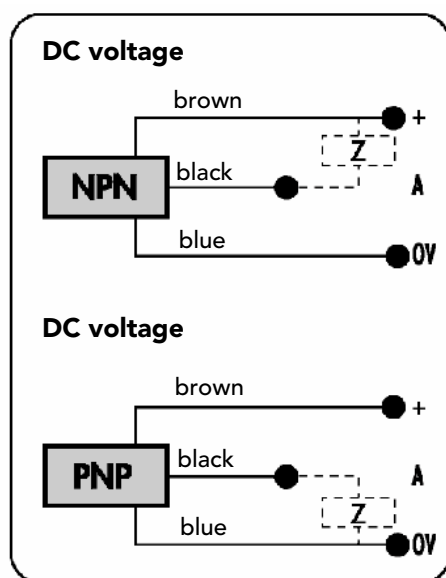 DC voltage
brown
+
Z
black
NPN
A
blue
0V
DC voltage
brown
+
black
A
PNP
Z
blue
0V